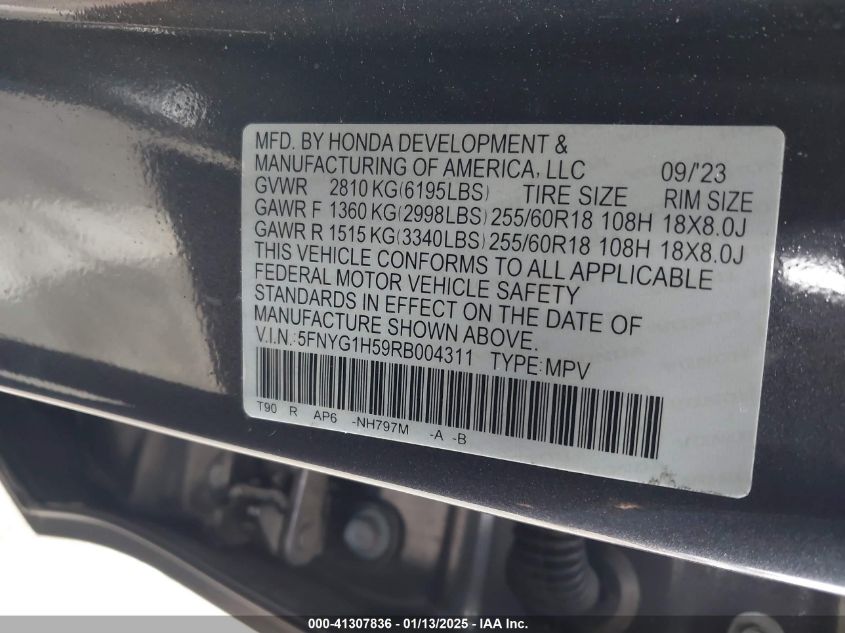 MFD. BY HONDA DEVELOPMENT &
MANUFACTURING OF AMERICA, LLC 09/'23
GVWR 2810 KG(6195LBS) TIRE SIZE RIM SIZE
GAWR F 1360 KG(2998LBS) 255/60R18 108H 18X8.0J
GAWR R 1515 KG(3340LBS) 255/60R18 108H 18X8.0J
THIS VEHICLE CONFORMS TO ALL APPLICABLE
FEDERAL MOTOR VEHICLE SAFETY
STANDARDS IN EFFECT ON THE DATE OF
MANUFACTURE SHOWN ABOVE.
V.I.N.: 5FNYG1H59RB004311 TYPE: MPV
T90 R AP6 -NH797M -A -B
000-41307836 / 01/13/2025 / IAA Inc.